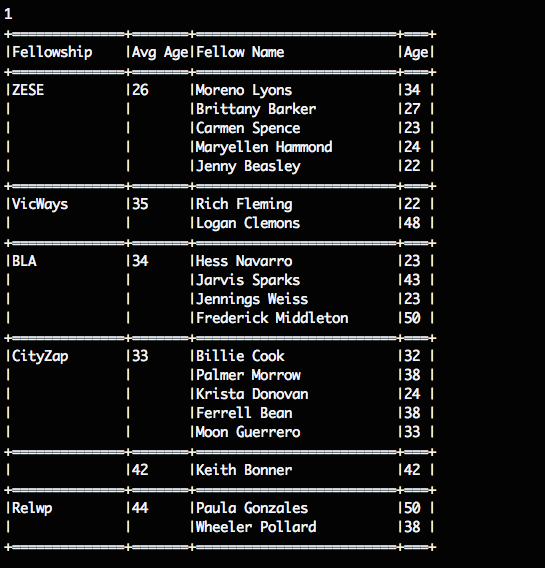 1
+==============+=======+========================+===+
|Fellowship    |Avg Age|Fellow Name             |Age|
+==============+=======+========================+===+
|ZESE          |26     |Moreno Lyons            |34 |
|              |       |Brittany Barker         |27 |
|              |       |Carmen Spence           |23 |
|              |       |Maryellen Hammond       |24 |
|              |       |Jenny Beasley           |22 |
+==============+=======+========================+===+
|VicWays       |35     |Rich Fleming            |22 |
|              |       |Logan Clemons           |48 |
+==============+=======+========================+===+
|BLA           |34     |Hess Navarro            |23 |
|              |       |Jarvis Sparks           |43 |
|              |       |Jennings Weiss          |23 |
|              |       |Frederick Middleton     |50 |
+==============+=======+========================+===+
|CityZap       |33     |Billie Cook             |32 |
|              |       |Palmer Morrow           |38 |
|              |       |Krista Donovan          |24 |
|              |       |Ferrell Bean            |38 |
|              |       |Moon Guerrero           |33 |
+==============+=======+========================+===+
|              |42     |Keith Bonner            |42 |
+==============+=======+========================+===+
|Relwp         |44     |Paula Gonzales          |50 |
|              |       |Wheeler Pollard         |38 |
+==============+=======+========================+===+